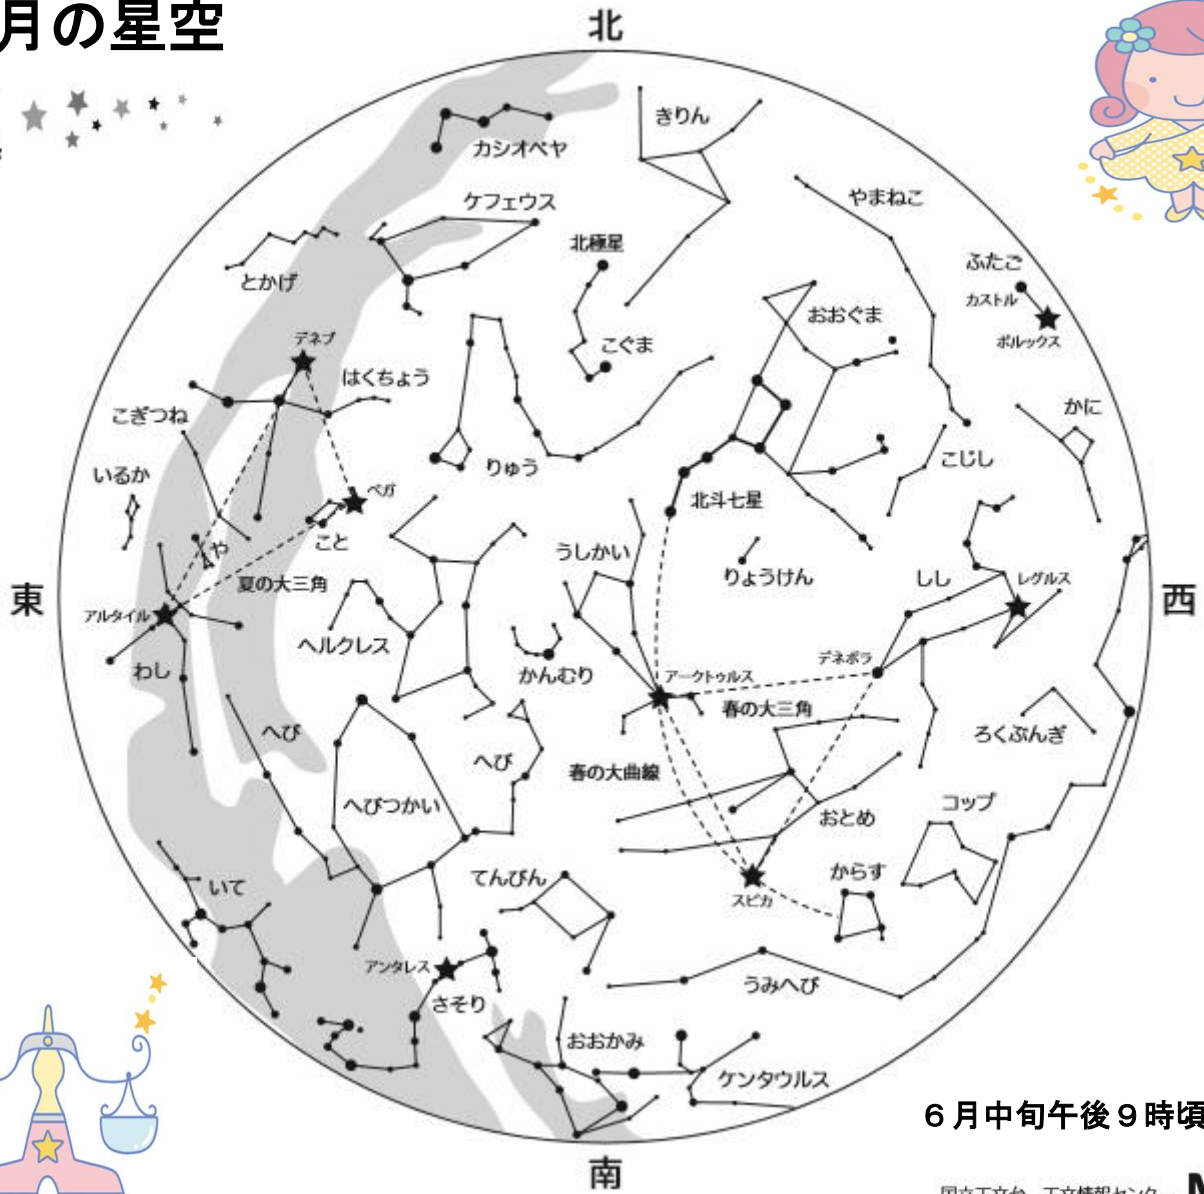 月の星空
北
きりん
カシオペヤ
やまねこ
ケフェウス
北極星
ふたご
とかげ
カストル
おおぐま
デネブ
こぐま
ポルックス
はくちょう
こぎつね
かに
りゅう
こじし
いるか
ベガ
北斗七星
こと
や
うしかい
夏の大三角
りょうけん
しし
レグルス
東
西
アルタイル
ヘルクレス
かんむり
デネボラ
わし
アークトゥルス
春の大三角
へび
ろくぶんぎ
へび
春の大曲線
へびつかい
コップ
おとめ
からす
てんびん
いて
スピカ
アンタレス
うみへび
さそり
おおかみ
ケンタウルス
6月中旬午後9時頃
南